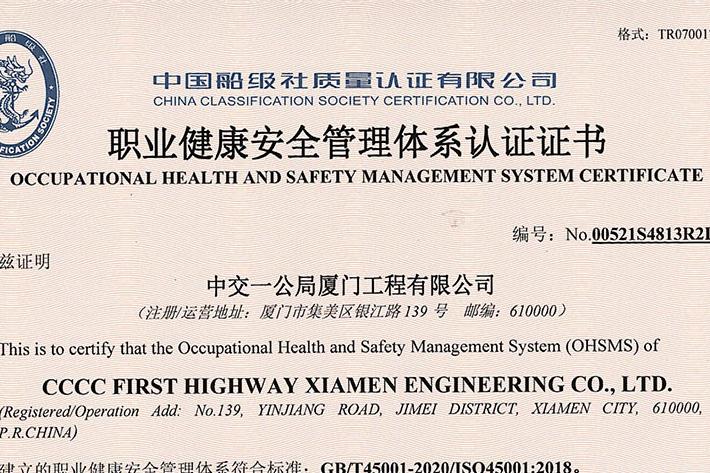 格式：TR07001
中国船级社质量认证有限公司
CHINA CLASSIFICATION SOCIETY CERTIFICATION CO., LTD.
职业健康安全管理体系认证证书
OCCUPATIONAL HEALTH AND SAFETY MANAGEMENT SYSTEM CERTIFICATE
编号：No.00521S4813R2
兹证明
中交一公局厦门工程有限公司
（注册/运营地址：厦门市集美区银江路 139 号 邮编：610000）
This is to certify that the Occupational Health and Safety Management System (OHSMS) of
CCCC FIRST HIGHWAY XIAMEN ENGINEERING CO., LTD.
(Registered/Operation Add: No.139, YINJIANG ROAD, JIMEI DISTRICT, XIAMEN CITY, 610000,
P.R.CHINA)
建立的职业健康安全管理体系符合标准：GB/T45001-2020/ISO45001:2018。